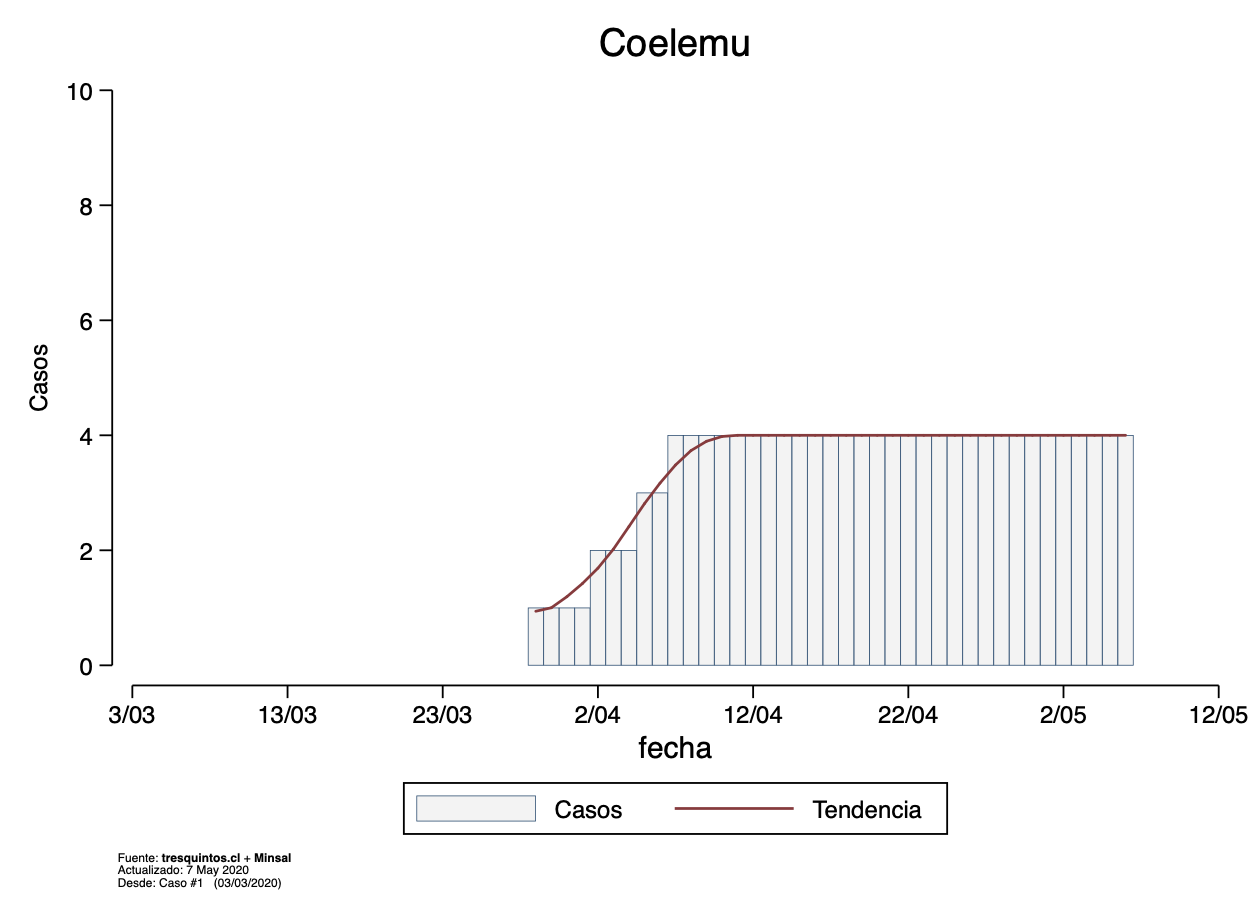 Coelemu
10
8
6
4
2
0
Casos
3/03 13/03 23/03 2/04 12/04 22/04 2/05 12/05
fecha
Casos Tendencia
Fuente: tresquintos.cl + Minsal
Actualizado: 7 May 2020
Desde: Caso #1 (03/03/2020)